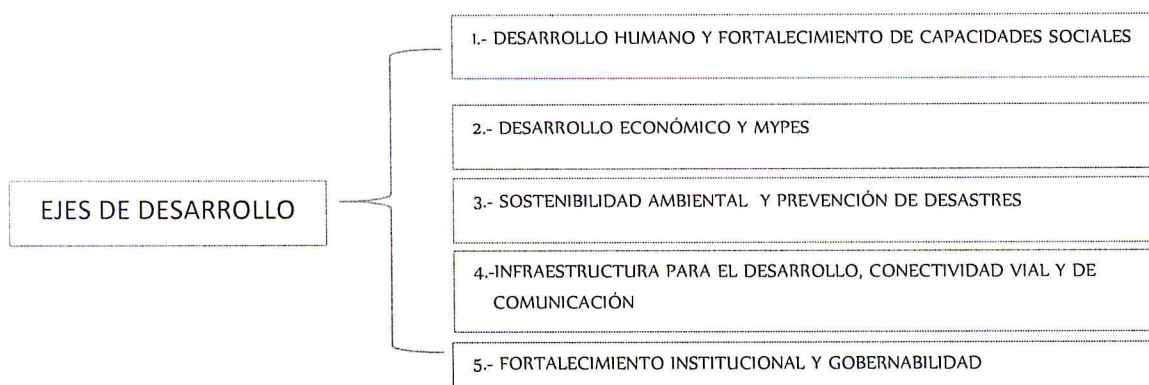 1.- DESARROLLO HUMANO Y FORTALECIMIENTO DE CAPACIDADES SOCIALES
2.- DESARROLLO ECONÓMICO Y MYPES
EJES DE DESARROLLO
3.- SOSTENIBILIDAD AMBIENTAL Y PREVENCIÓN DE DESASTRES
4.-INFRAESTRUCTURA PARA EL DESARROLLO, CONECTIVIDAD VIAL Y DE
COMUNICACIÓN
5.- FORTALECIMIENTO INSTITUCIONAL Y GOBERNABILIDAD